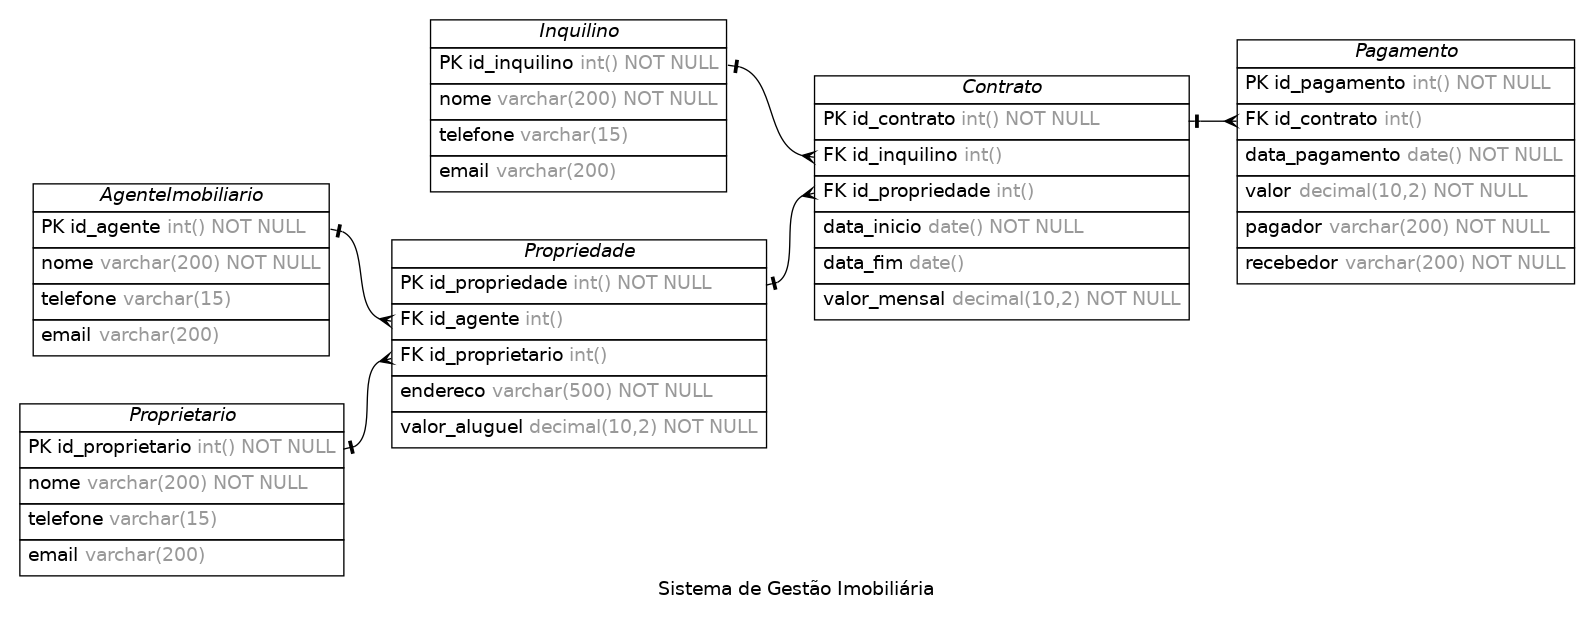 Inquilino
PK id_inquilino int() NOT NULL
nome varchar(200) NOT NULL
telefone varchar(15)
email varchar(200)
AgenteImobiliario
PK id_agente int() NOT NULL
nome varchar(200) NOT NULL
telefone varchar(15)
email varchar(200)
Proprietario
PK id_proprietario int() NOT NULL
nome varchar(200) NOT NULL
telefone varchar(15)
email varchar(200)
Propriedade
PK id_propriedade int() NOT NULL
FK id_agente int()
FK id_proprietario int()
endereco varchar(500) NOT NULL
valor_aluguel decimal(10,2) NOT NULL
Contrato
PK id_contrato int() NOT NULL
FK id_inquilino int()
FK id_propriedade int()
data_inicio date() NOT NULL
data_fim date()
valor_mensal decimal(10,2) NOT NULL
Pagamento
PK id_pagamento int() NOT NULL
FK id_contrato int()
data_pagamento date() NOT NULL
valor decimal(10,2) NOT NULL
pagador varchar(200) NOT NULL
recebedor varchar(200) NOT NULL
Sistema de Gestão Imobiliária